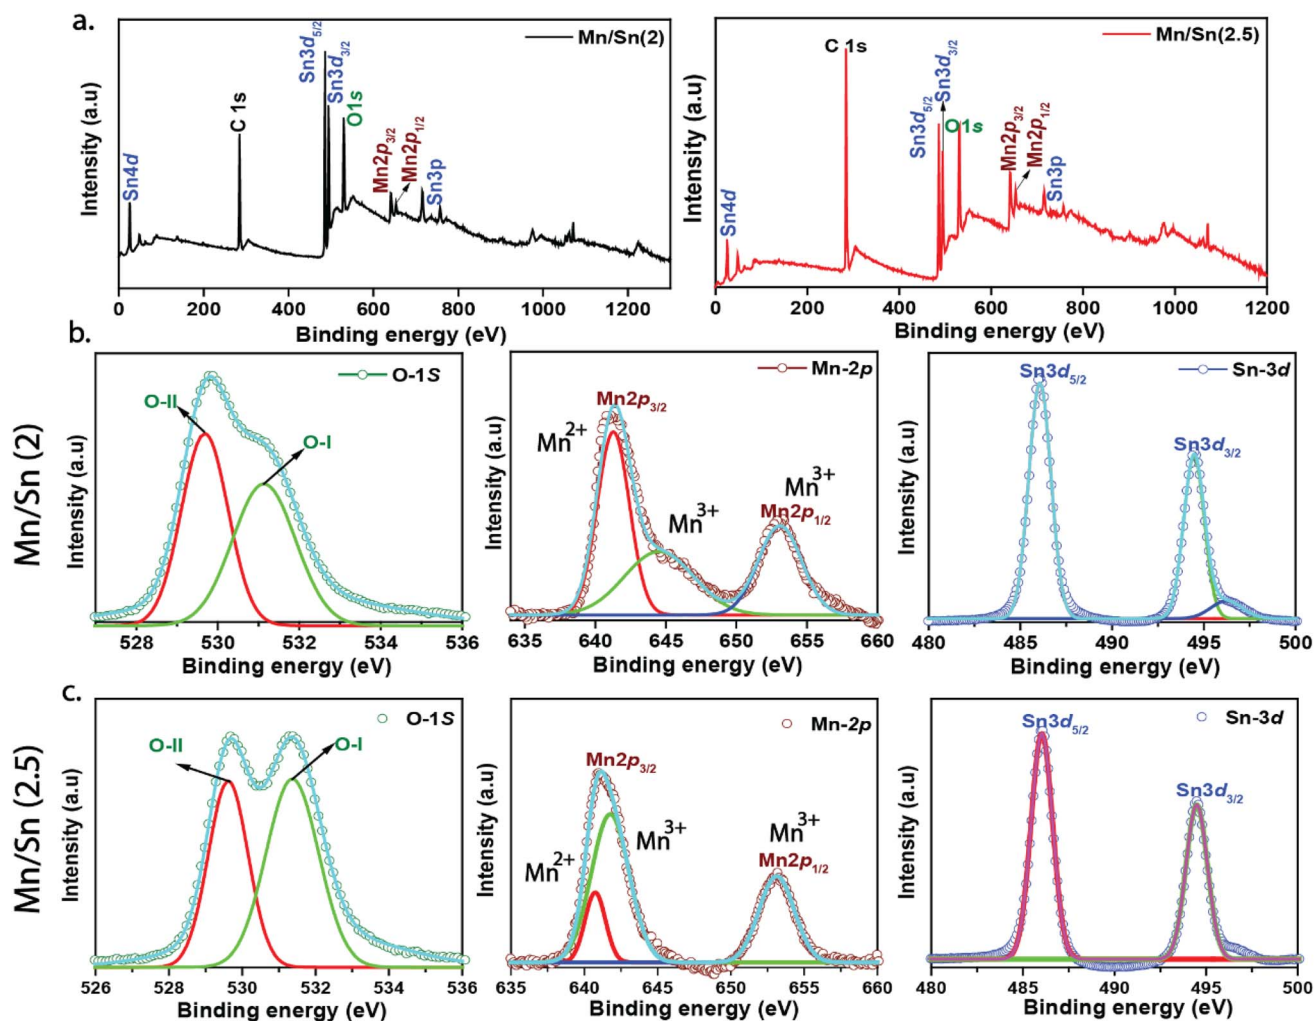 a.
Mn/Sn(2)
Sn4d
C 1s
Sn3d5/2
Sn3d3/2
O1s
Mn2p3/2
Mn2p1/2
Sn3p
Intensity (a.u)
0 200 400 600 800 1000 1200
Binding energy (eV)
Mn/Sn(2.5)
Sn4d
C 1s
Sn3d5/2
Sn3d3/2
O1s
Mn2p3/2
Mn2p1/2
Sn3p
Intensity (a.u)
0 200 400 600 800 1000 1200
Binding energy (eV)
b.
Mn/Sn (2)
O-1S
O-II
O-I
Intensity (a.u
528 530 532 534 536
Binding energy (eV)
Mn-2p
Mn2p3/2
Mn2+
Mn3+
Mn3+
Mn2p1/2
Intensity (a.u)
635 640 645 650 655 660
Binding energy (eV)
Sn-3d
Sn3d5/2
Sn3d3/2
Intensity (a.u)
480 485 490 495 500
Binding energy (eV)
c.
Mn/Sn (2.5)
O-1S
O-II
O-I
Intensity (a.u)
526 528 530 532 534 536
Binding energy (eV)
Mn-2p
Mn2p3/2
Mn2+
Mn3+
Mn3+
Mn2p1/2
Intensity (a.u)
635 640 645 650 655 660
Binding energy (eV)
Sn-3d
Sn3d5/2
Sn3d3/2
Intensity (a.u)
480 485 490 495 500
Binding energy (eV)